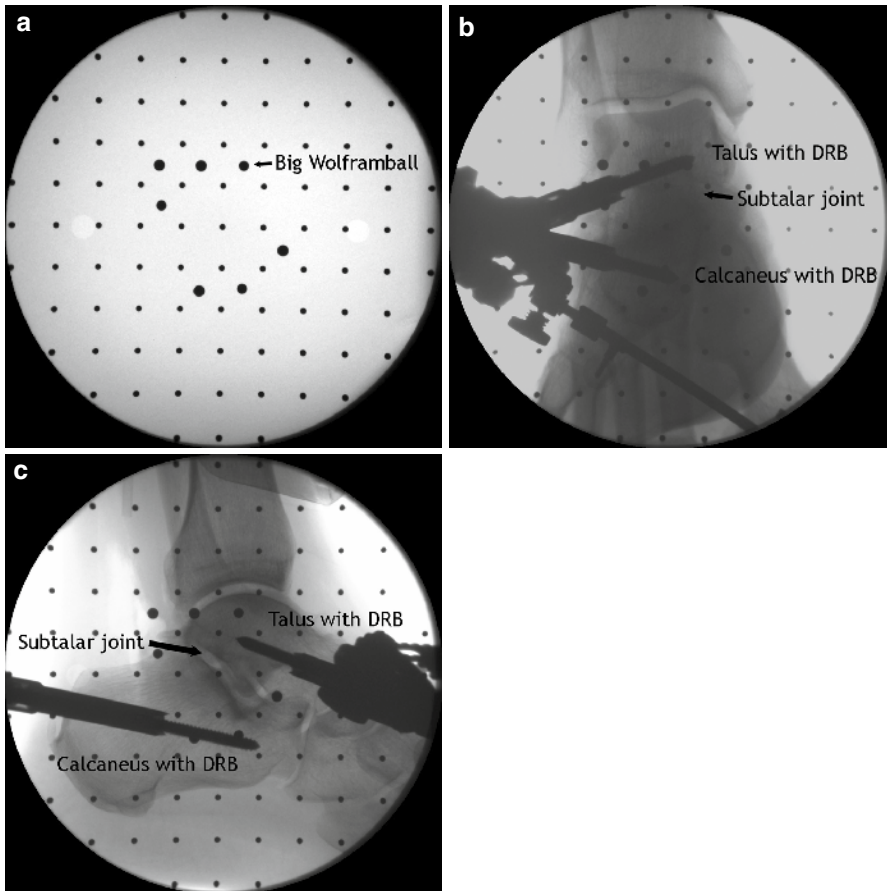 a
Big Wolframball
b
Talus with DRB
Subtalar joint
Calcaneus with DRB
c
Talus with DRB
Subtalar joint
Calcaneus with DRB